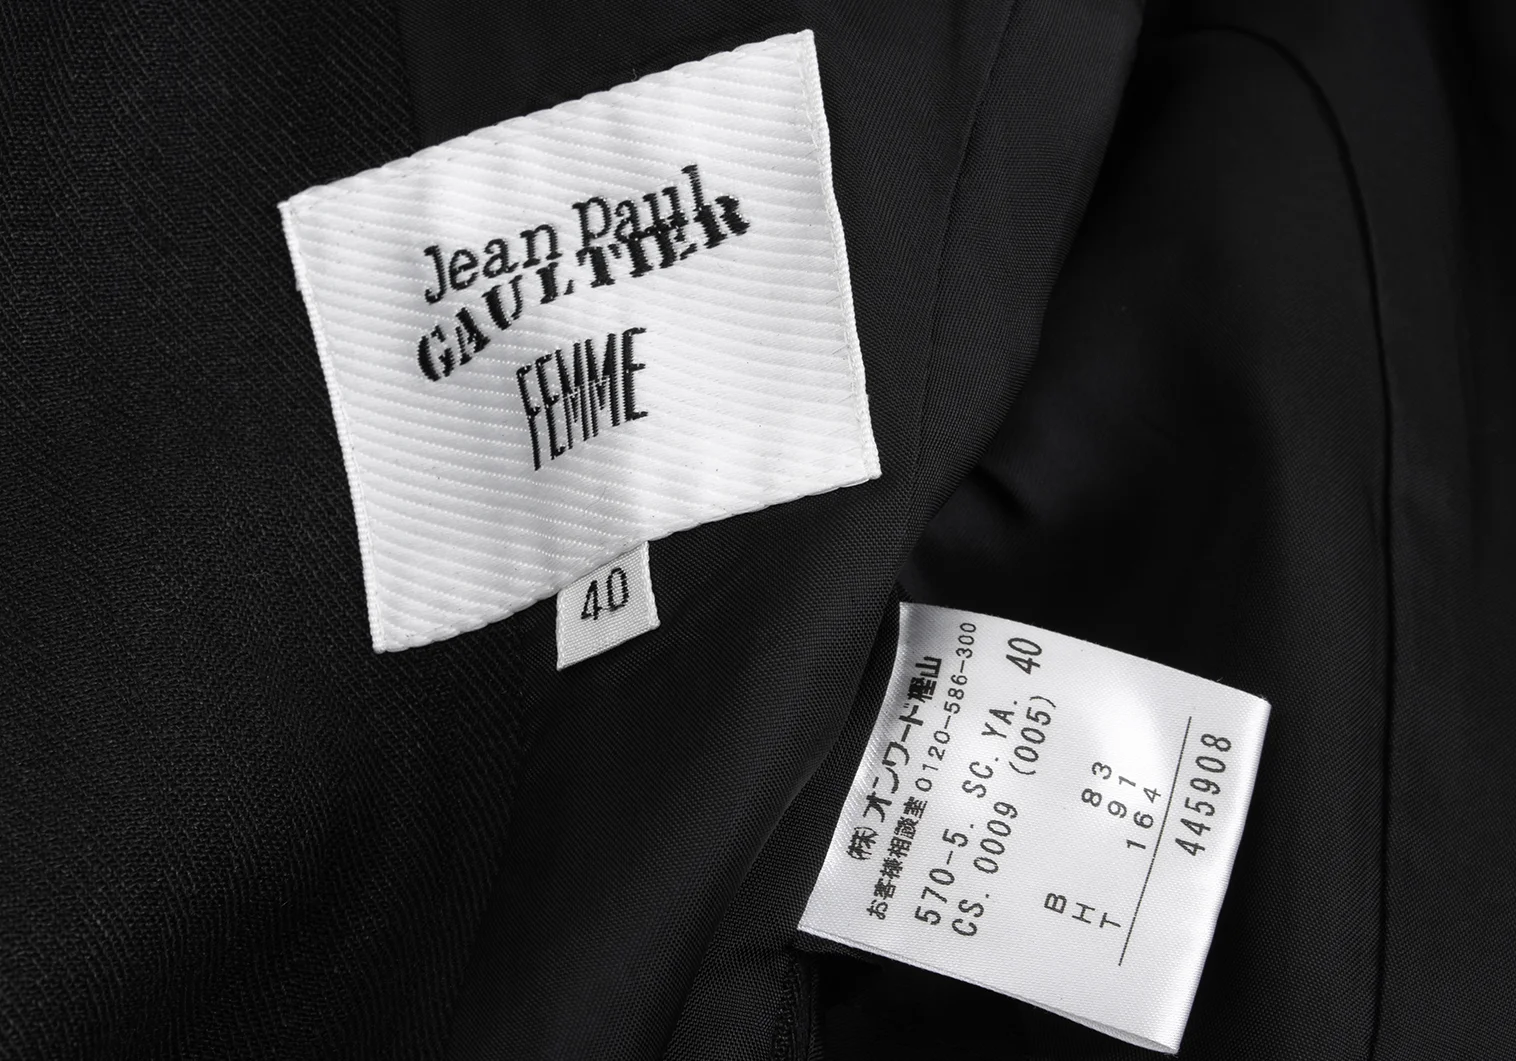 Jean Paul
GAULTIER
FEMME
40
(株)オンワード樫山
お客様相談室 0120-586-300
570-5. SC. YA. 40
CS. 0009 (005)
B 83
H 91
T 164
445908